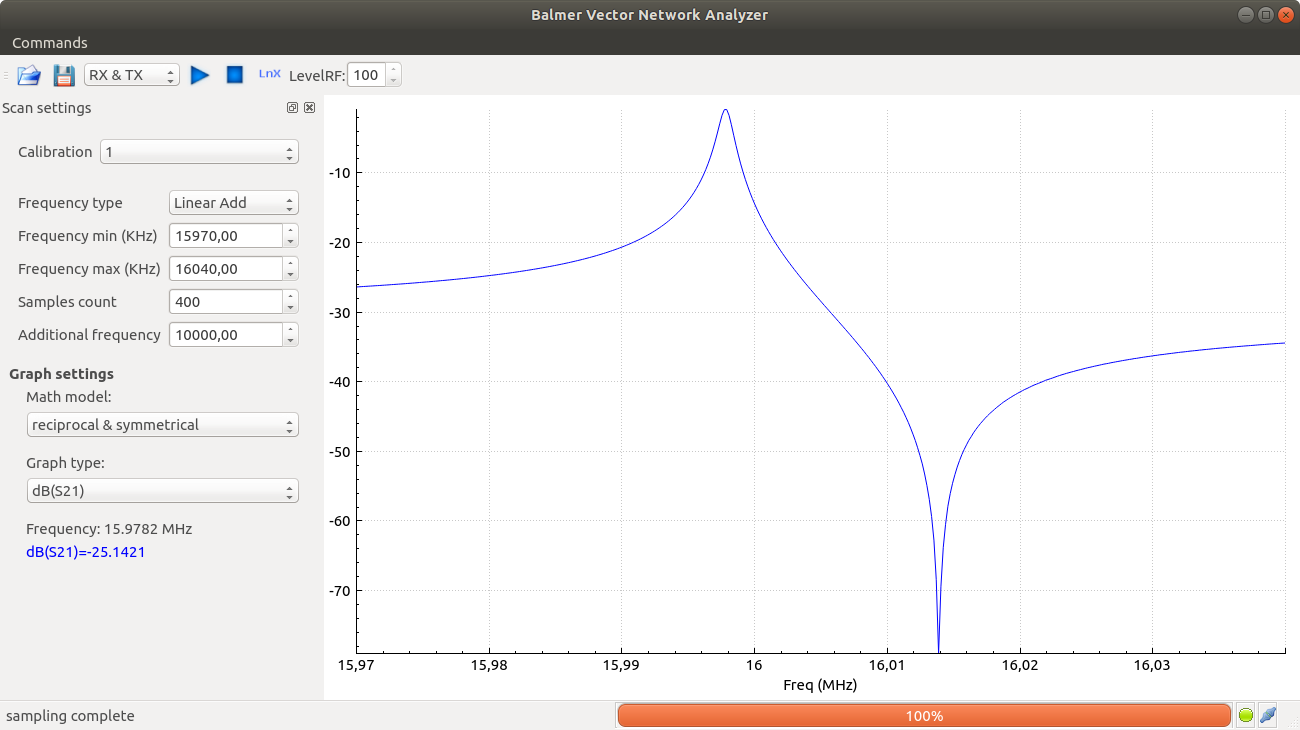 Balmer Vector Network Analyzer
Commands
RX & TX LnX LevelRF: 100
Scan settings
Calibration 1
Frequency type Linear Add
Frequency min (KHz) 15970,00
Frequency max (KHz) 16040,00
Samples count 400
Additional frequency 10000,00
Graph settings
Math model:
reciprocal & symmetrical
Graph type:
dB(S21)
Frequency: 15.9782 MHz
dB(S21)=-25.1421
-10
-20
-30
-40
-50
-60
-70
15,97 15,98 15,99 16 16,01 16,02 16,03
Freq (MHz)
sampling complete 100%